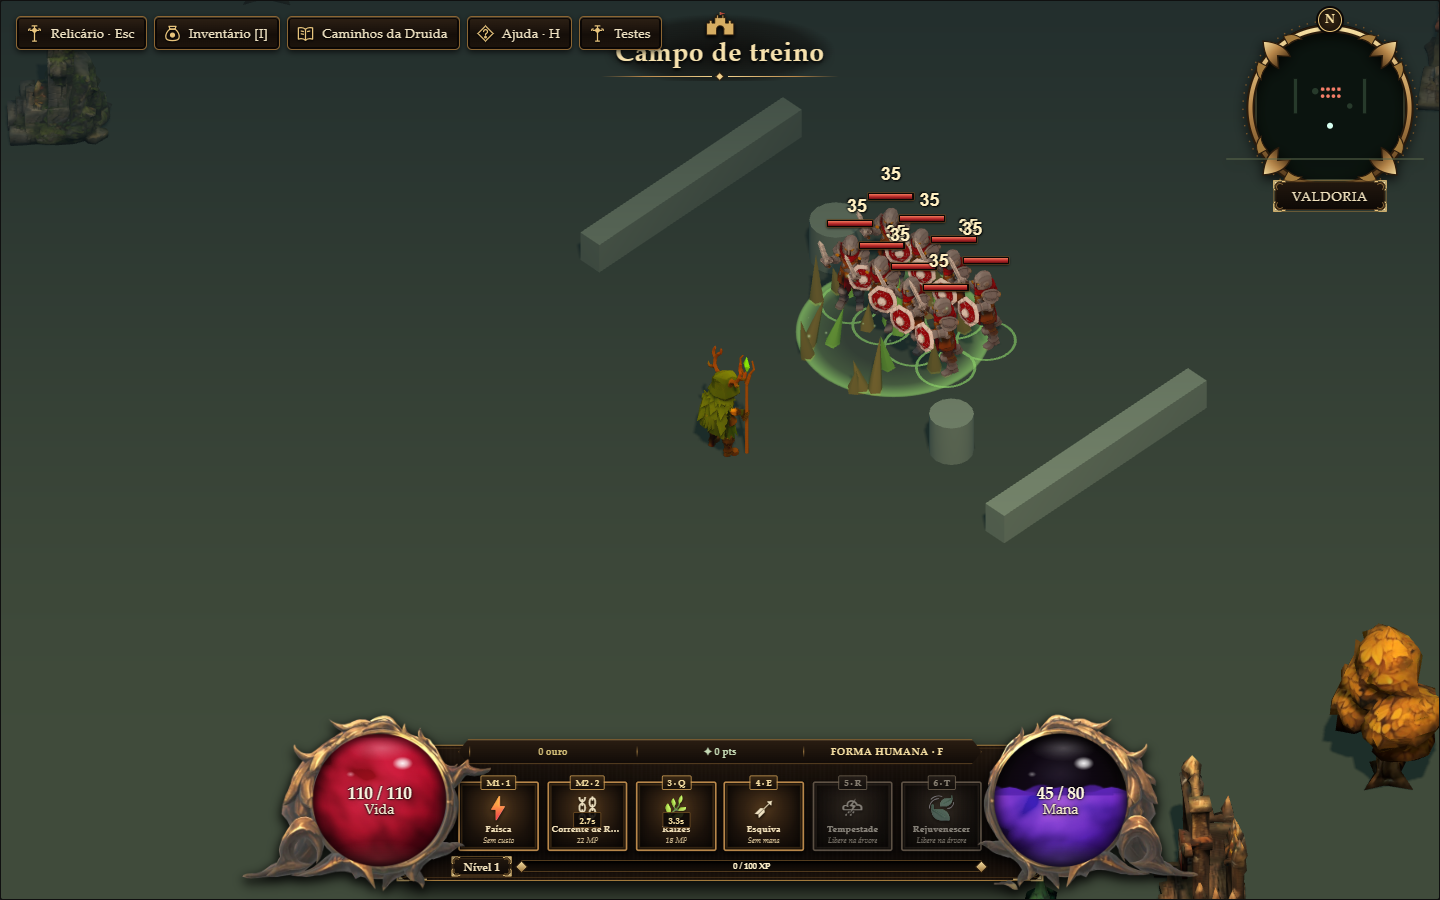 Relicário · Esc
Inventário [I]
Caminhos da Druida
Ajuda · H
Testes
Campo de treino
N
VALDORIA
35
35
35
35
35
35
110 / 110
Vida
0 ouro
0 pts
FORMA HUMANA · F
45 / 80
Mana
M1 · 1
Faísca
Sem custo
M2 · 2
2.7s
Corrente de R...
22 MP
3 · Q
3.3s
Raízes
18 MP
4 · E
Esquiva
Sem mana
5 · R
Tempestade
Libere na árvore
6 · T
Rejuvenescer
Libere na árvore
Nível 1
0 / 100 XP